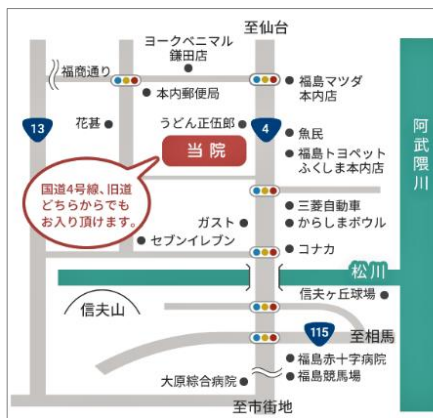 至仙台
ヨークベニマル
鎌田店
福商通り
本内郵便局
福島マツダ
本内店
13
花甚
うどん正伍郎
4
魚民
当院
福島トヨペット
ふくしま本内店
国道4号線、旧道
どちらからでも
お入り頂けます。
三菱自動車
ガスト
からしまボウル
セブンイレブン
コナカ
阿武隈川
松川
信夫山
信夫ヶ丘球場
115
至相馬
福島赤十字病院
大原綜合病院
福島競馬場
至市街地